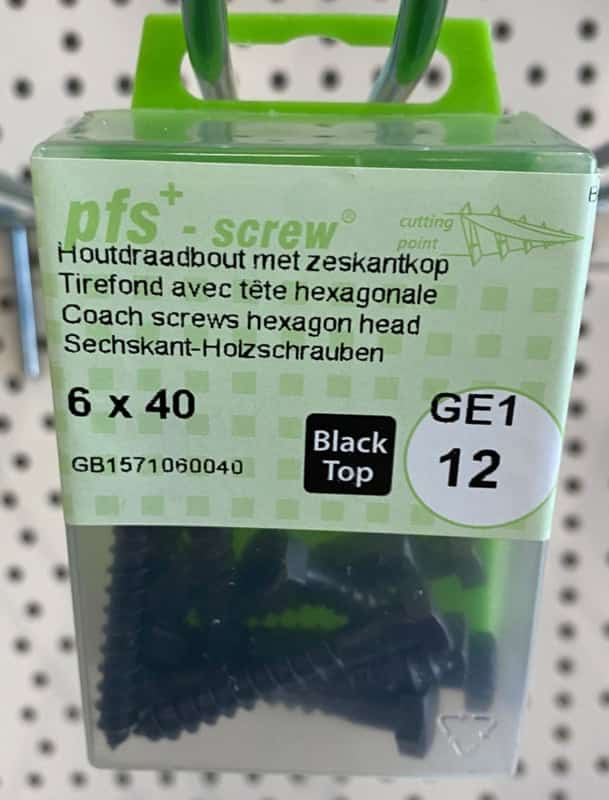 pfs+ - screw®
cutting
point
Houtdraadbout met zeskantkop
Tirefond avec tête hexagonale
Coach screws hexagon head
Sechskant-Holzschrauben
6 x 40
GE1
Black
Top
12
GB1571060040